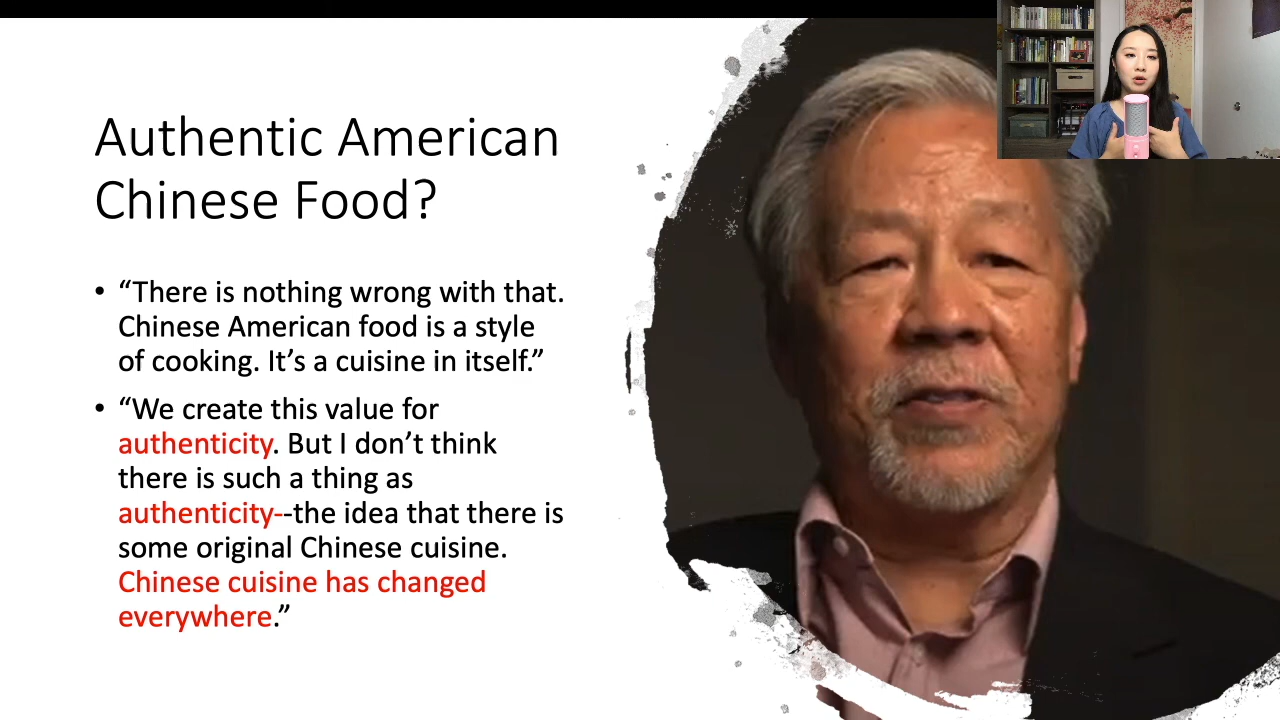 Authentic American
Chinese Food?
• “There is nothing wrong with that.
Chinese American food is a style
of cooking. It’s a cuisine in itself.”
• “We create this value for
authenticity. But I don’t think
there is such a thing as
authenticity--the idea that there is
some original Chinese cuisine.
Chinese cuisine has changed
everywhere.”